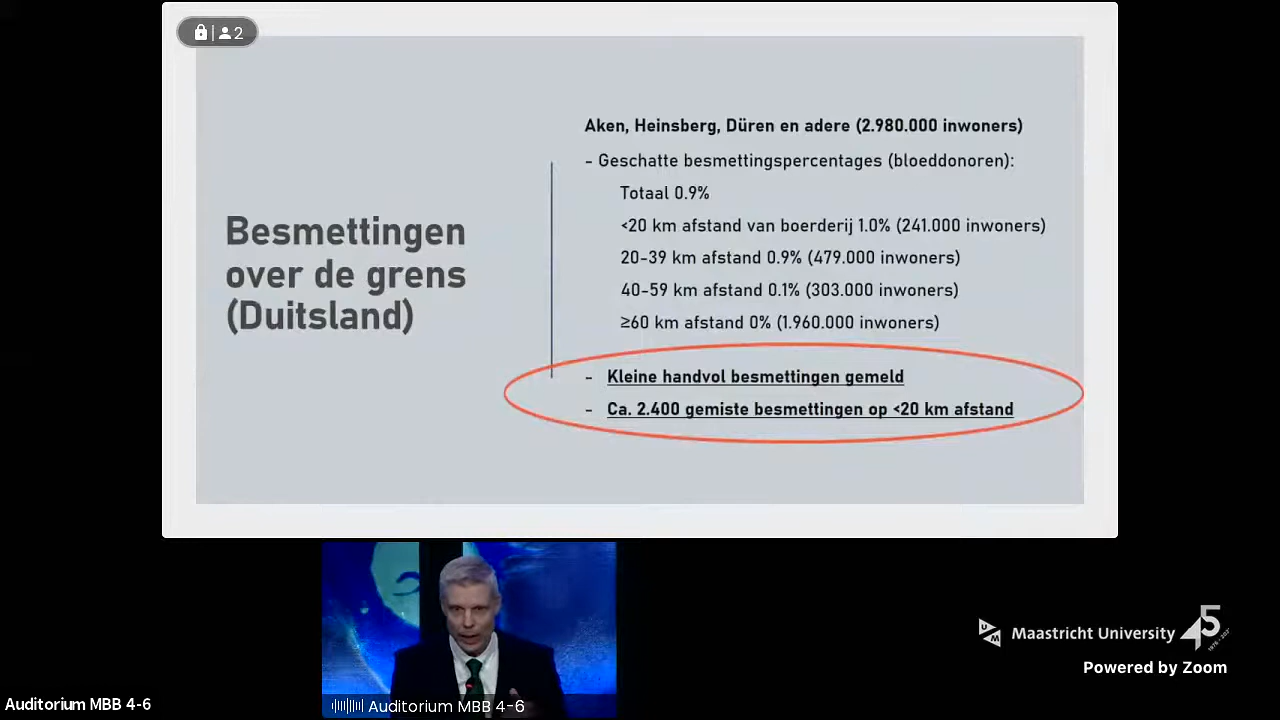 2
Aken, Heinsberg, Düren en adere (2.980.000 inwoners)
- Geschatte besmettingspercentages (bloeddonoren):
Totaal 0.9%
<20 km afstand van boerderij 1.0% (241.000 inwoners)
20-39 km afstand 0.9% (479.000 inwoners)
40-59 km afstand 0.1% (303.000 inwoners)
≥60 km afstand 0% (1.960.000 inwoners)
Besmettingen
over de grens
(Duitsland)
- Kleine handvol besmettingen gemeld
- Ca. 2.400 gemiste besmettingen op <20 km afstand
UM Maastricht University 45
Powered by Zoom
Auditorium MBB 4-6
Auditorium MBB 4-6